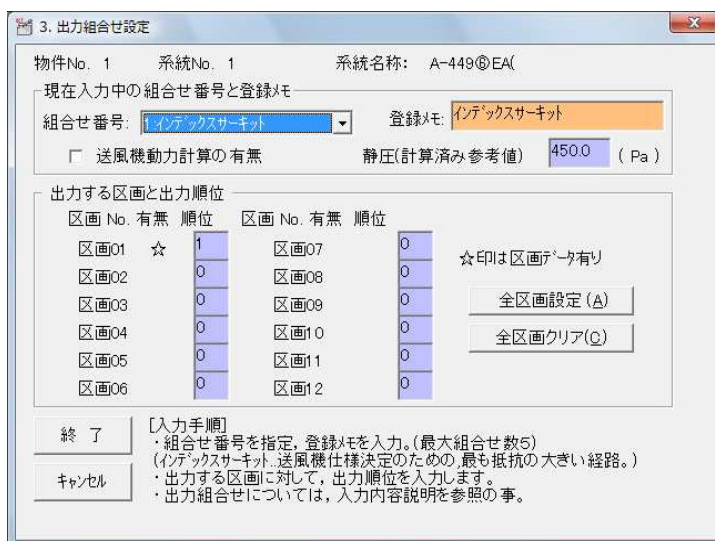 3. 出力組合せ設定
物件No. 1 系統No. 1 系統名称: A-449⑥EA(
現在入力中の組合せ番号と登録ﾒﾓ
組合せ番号: 1 ｲﾝﾃﾞｯｸｽｻｰｷｯﾄ 登録ﾒﾓ: ｲﾝﾃﾞｯｸｽｻｰｷｯﾄ
送風機動力計算の有無 静圧(計算済み参考値) 450.0 (Pa)
出力する区画と出力順位
区画 No. 有無 順位 区画 No. 有無 順位
区画01 ☆ 1 区画07 0
☆印は区画ﾃﾞｰﾀ有り
区画02 0 区画08 0
区画03 0 区画09 0 全区画設定(A)
区画04 0 区画10 0 全区画クリア(C)
区画05 0 区画11 0
区画06 0 区画12 0
終 了
ｷｬﾝｾﾙ
[入力手順]
・組合せ番号を指定, 登録ﾒﾓを入力。(最大組合せ数5)
(ｲﾝﾃﾞｯｸｽｻｰｷｯﾄ..送風機仕様決定のための,最も抵抗の大きい経路。)
・出力する区画に対して, 出力順位を入力します。
・出力組合せについては, 入力内容説明を参照の事。